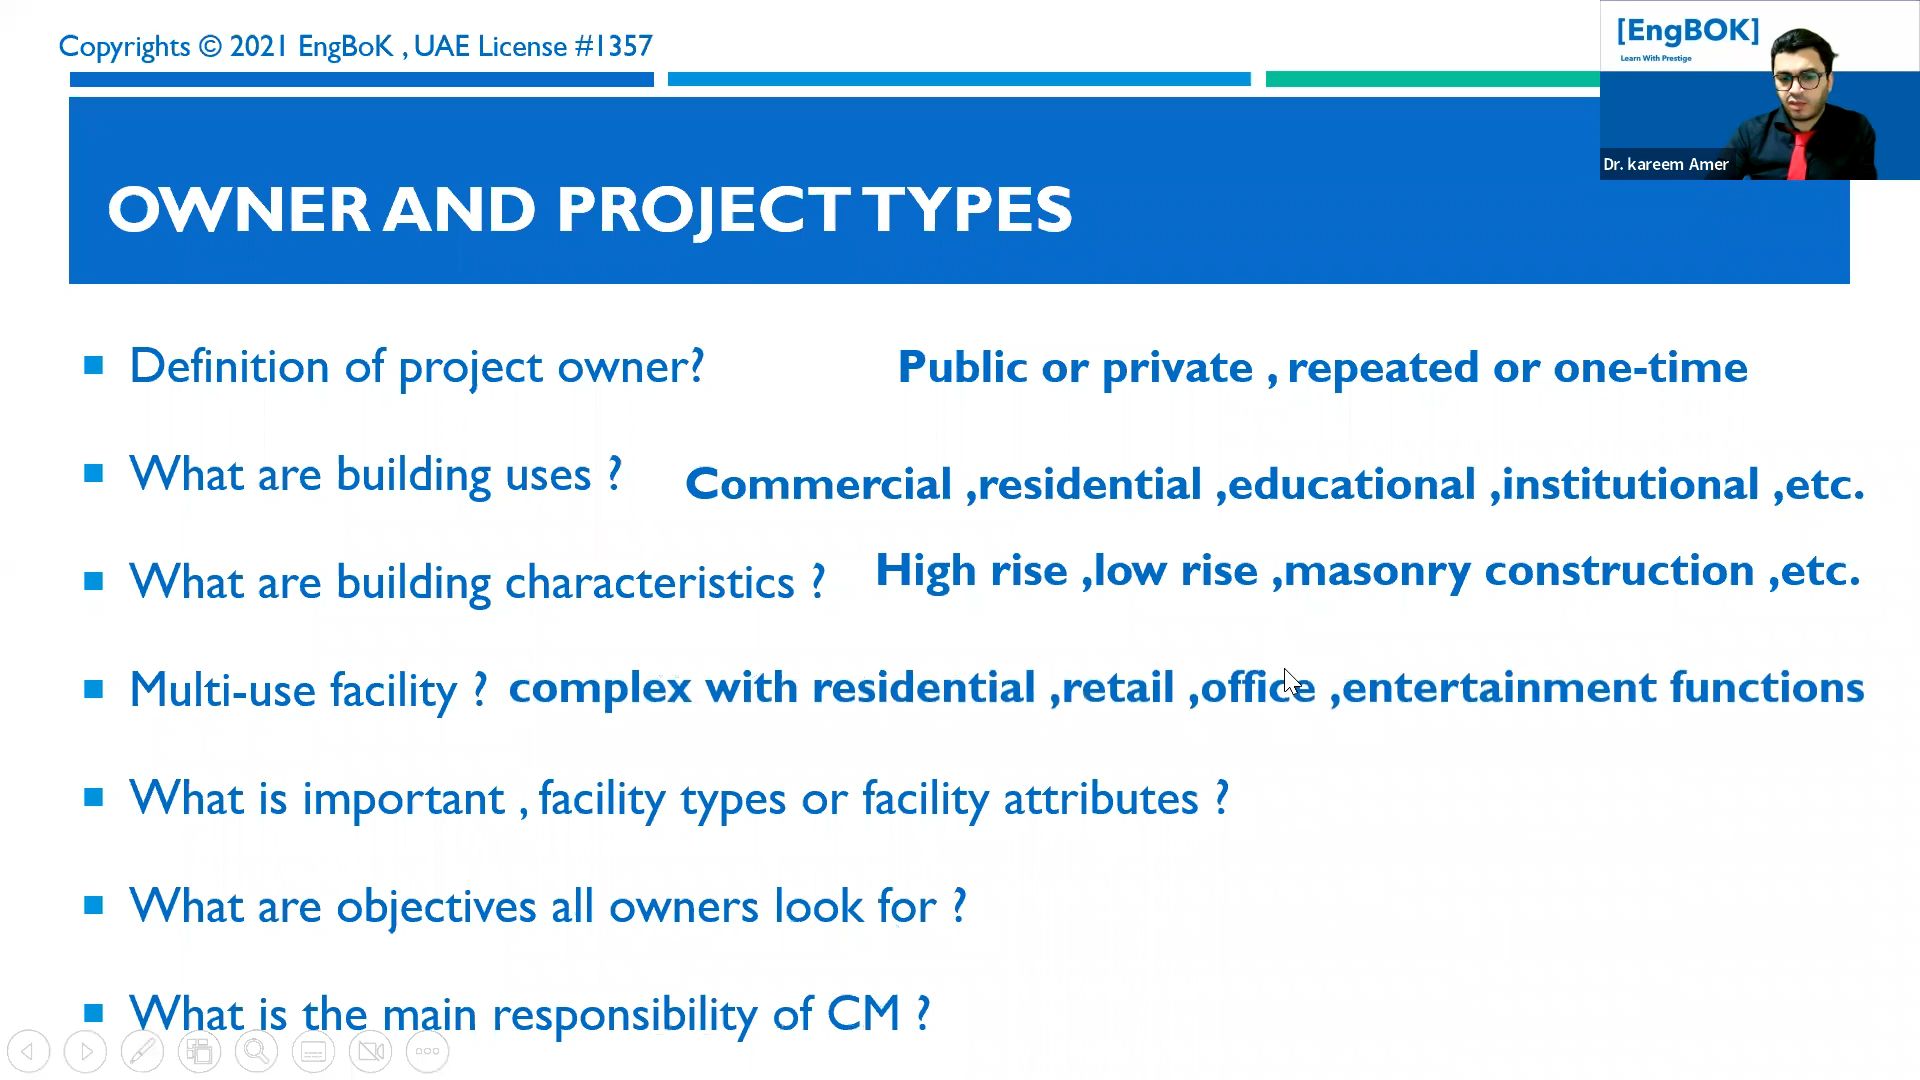 Copyrights © 2021 EngBoK , UAE License #1357
[EngBOK]
Learn With Prestige
Dr. kareem Amer
OWNER AND PROJECT TYPES
Definition of project owner? Public or private , repeated or one-time
What are building uses ? Commercial ,residential ,educational ,institutional ,etc.
What are building characteristics ? High rise ,low rise ,masonry construction ,etc.
Multi-use facility ? complex with residential ,retail ,office ,entertainment functions
What is important , facility types or facility attributes ?
What are objectives all owners look for ?
What is the main responsibility of CM ?